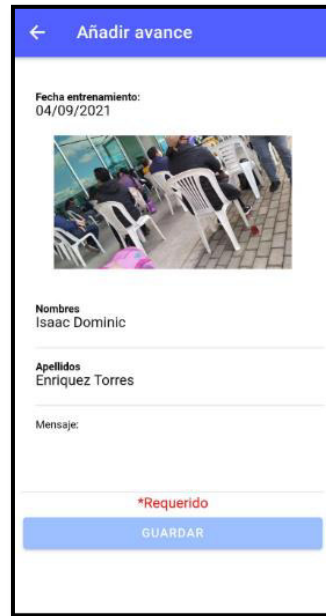 Añadir avance
Fecha entrenamiento:
04/09/2021
Nombres
Isaac Dominic
Apellidos
Enriquez Torres
Mensaje:
*Requerido
GUARDAR